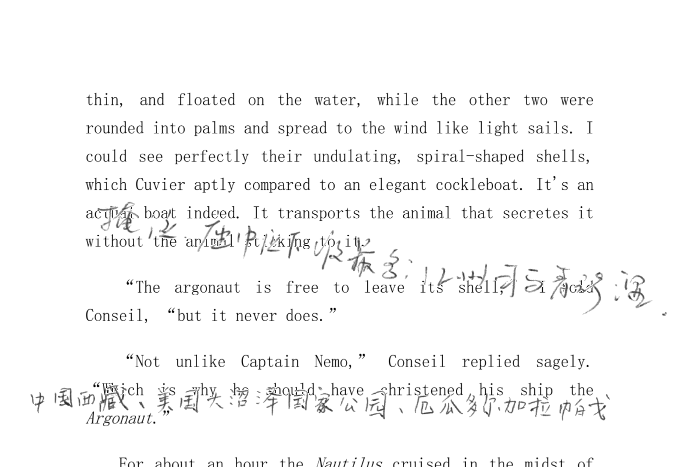 thin, and floated on the water, while the other two were
rounded into palms and spread to the wind like light sails. I
could see perfectly their undulating, spiral-shaped shells,
which Cuvier aptly compared to an elegant cockleboat. It's an
actual boat indeed. It transports the animal that secretes it
without the animal sticking to it.
“The argonaut is free to leave its shell,” I told
Conseil, “but it never does.”
“Not unlike Captain Nemo,” Conseil replied sagely.
“Which is why he should have christened his ship the
中国西藏、美国大沼泽国家公园、厄瓜多尔加拉帕戈
Argonaut.”
For about an hour the Nautilus cruised in the midst of